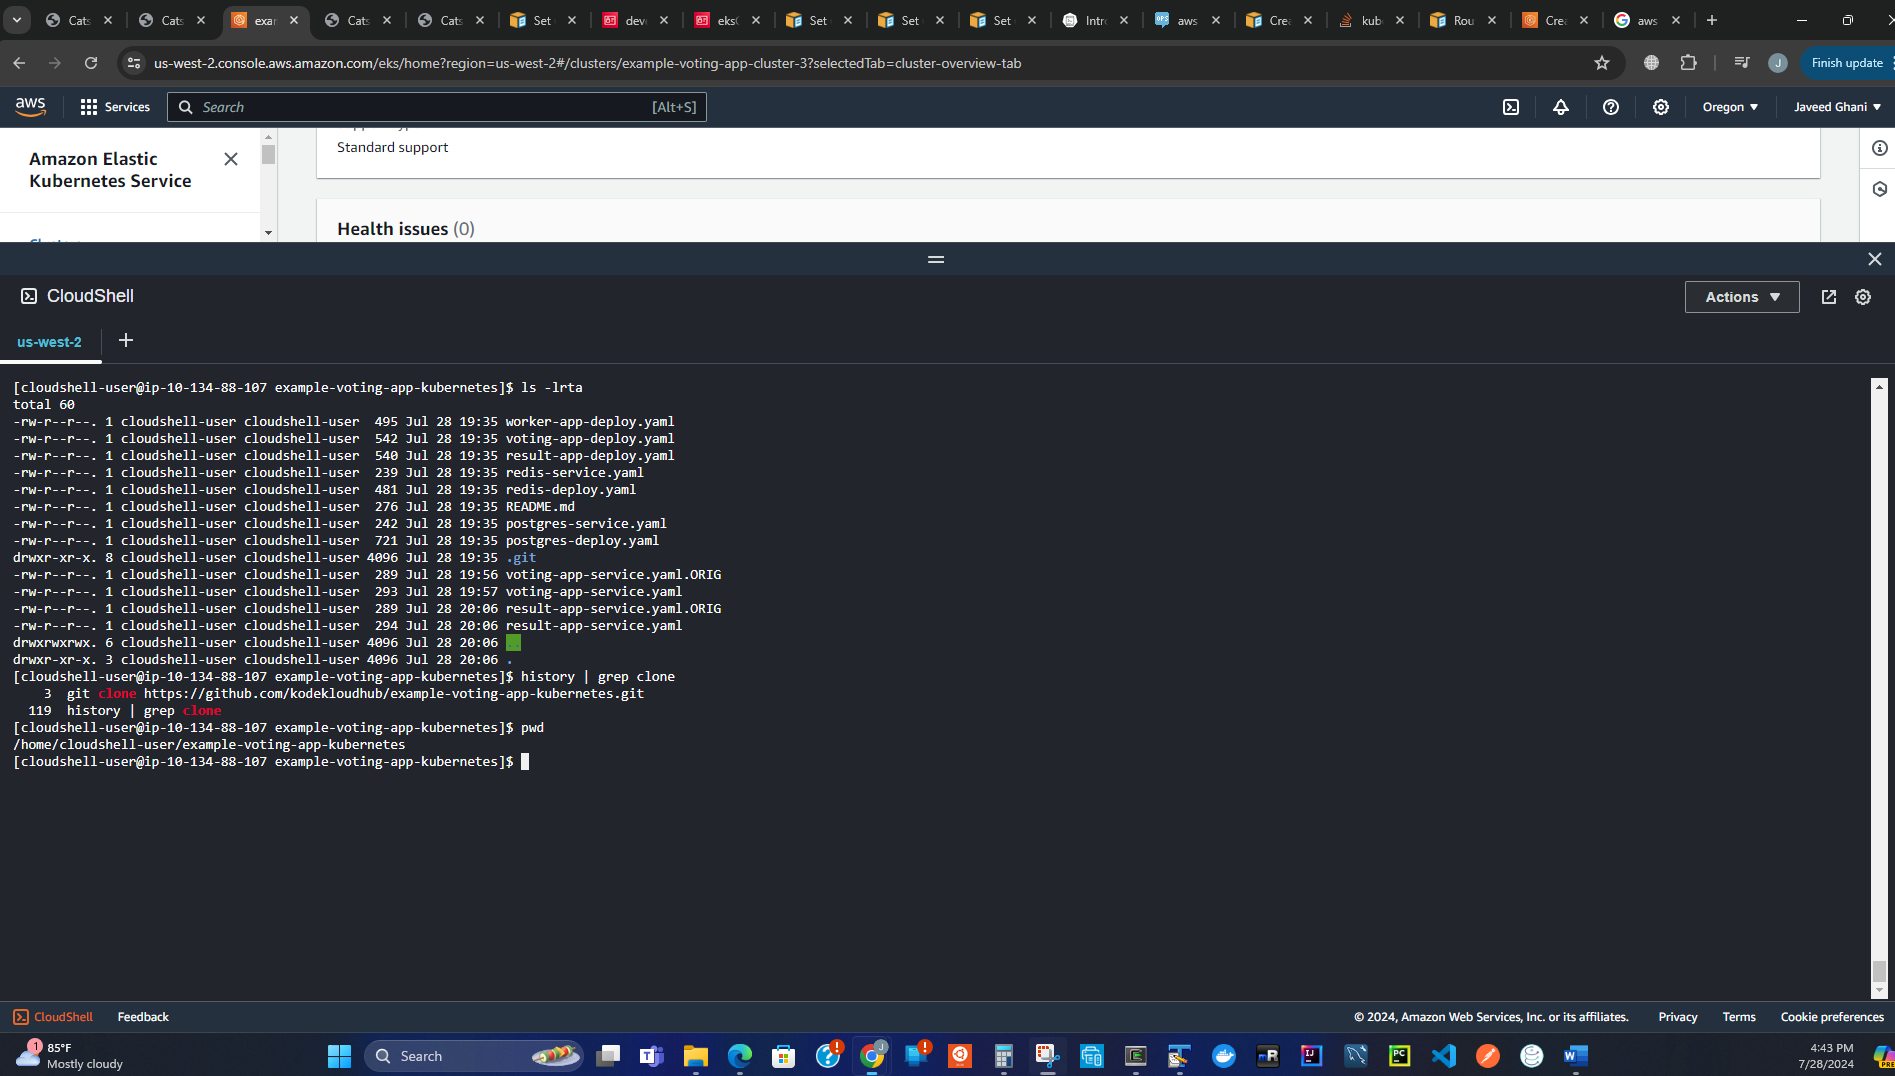 Cats
Cats
exar
Cats
Cats
Set
deve
eksC
Set
Set
Set
Intro
aws
Crea
kube
Rou
Crea
aws
us-west-2.console.aws.amazon.com/eks/home?region=us-west-2#/clusters/example-voting-app-cluster-3?selectedTab=cluster-overview-tab
J
Finish update
aws
Services
Search
[Alt+S]
Oregon
Javeed Ghani
Amazon Elastic
Kubernetes Service
Standard support
Health issues (0)
CloudShell
Actions
us-west-2
[cloudshell-user@ip-10-134-88-107 example-voting-app-kubernetes]$ ls -lrta
total 60
-rw-r--r--. 1 cloudshell-user cloudshell-user  495 Jul 28 19:35 worker-app-deploy.yaml
-rw-r--r--. 1 cloudshell-user cloudshell-user  542 Jul 28 19:35 voting-app-deploy.yaml
-rw-r--r--. 1 cloudshell-user cloudshell-user  540 Jul 28 19:35 result-app-deploy.yaml
-rw-r--r--. 1 cloudshell-user cloudshell-user  239 Jul 28 19:35 redis-service.yaml
-rw-r--r--. 1 cloudshell-user cloudshell-user  481 Jul 28 19:35 redis-deploy.yaml
-rw-r--r--. 1 cloudshell-user cloudshell-user  276 Jul 28 19:35 README.md
-rw-r--r--. 1 cloudshell-user cloudshell-user  242 Jul 28 19:35 postgres-service.yaml
-rw-r--r--. 1 cloudshell-user cloudshell-user  721 Jul 28 19:35 postgres-deploy.yaml
drwxr-xr-x. 8 cloudshell-user cloudshell-user 4096 Jul 28 19:35 .git
-rw-r--r--. 1 cloudshell-user cloudshell-user  289 Jul 28 19:56 voting-app-service.yaml.ORIG
-rw-r--r--. 1 cloudshell-user cloudshell-user  293 Jul 28 19:57 voting-app-service.yaml
-rw-r--r--. 1 cloudshell-user cloudshell-user  289 Jul 28 20:06 result-app-service.yaml.ORIG
-rw-r--r--. 1 cloudshell-user cloudshell-user  294 Jul 28 20:06 result-app-service.yaml
drwxrwxrwx. 6 cloudshell-user cloudshell-user 4096 Jul 28 20:06 ..
drwxr-xr-x. 3 cloudshell-user cloudshell-user 4096 Jul 28 20:06 .
[cloudshell-user@ip-10-134-88-107 example-voting-app-kubernetes]$ history | grep clone
    3  git clone https://github.com/kodekloudhub/example-voting-app-kubernetes.git
  119  history | grep clone
[cloudshell-user@ip-10-134-88-107 example-voting-app-kubernetes]$ pwd
/home/cloudshell-user/example-voting-app-kubernetes
[cloudshell-user@ip-10-134-88-107 example-voting-app-kubernetes]$
CloudShell
Feedback
© 2024, Amazon Web Services, Inc. or its affiliates.
Privacy
Terms
Cookie preferences
1
85°F
Mostly cloudy
Search
4:43 PM
7/28/2024